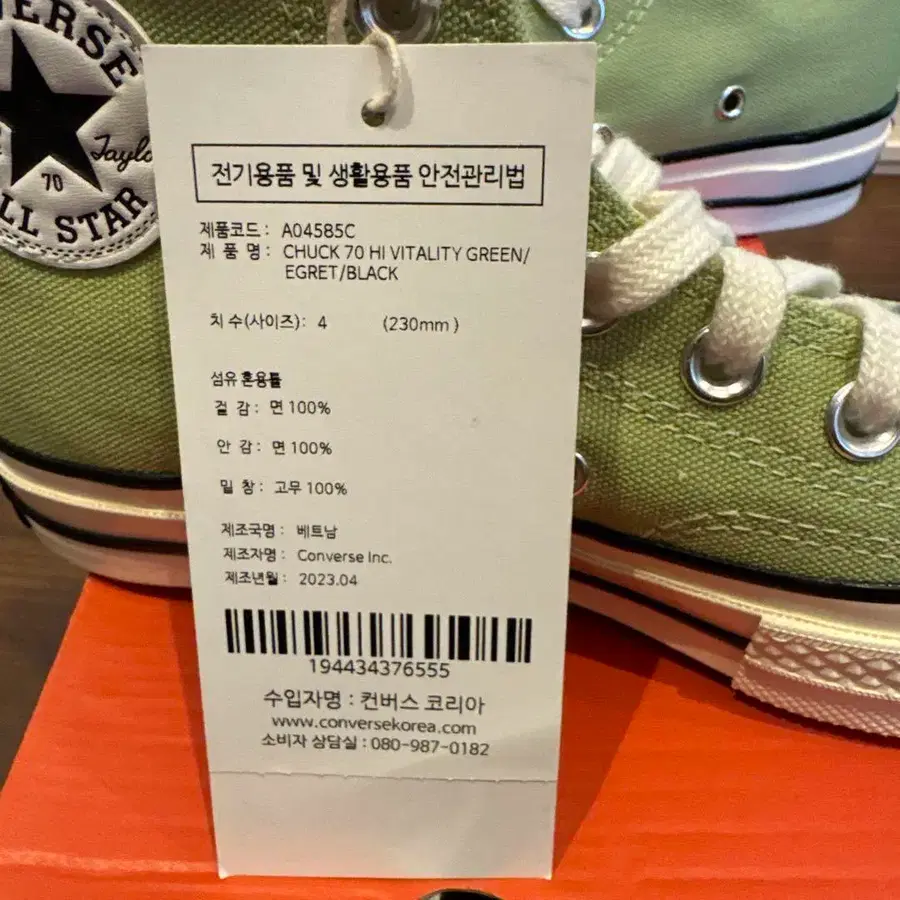 VERSE
Taylo
70
LL STAR
전기용품 및 생활용품 안전관리법
제품코드 : A04585C
제 품 명 : CHUCK 70 HI VITALITY GREEN/
EGRET/BLACK
치 수(사이즈) : 4 (230mm )
섬유 혼용률
겉 감 : 면 100%
안 감 : 면 100%
밑 창 : 고무 100%
제조국명 : 베트남
제조자명 : Converse Inc.
제조년월 : 2023.04
194434376555
수입자명 : 컨버스 코리아
www.conversekorea.com
소비자 상담실 : 080-987-0182